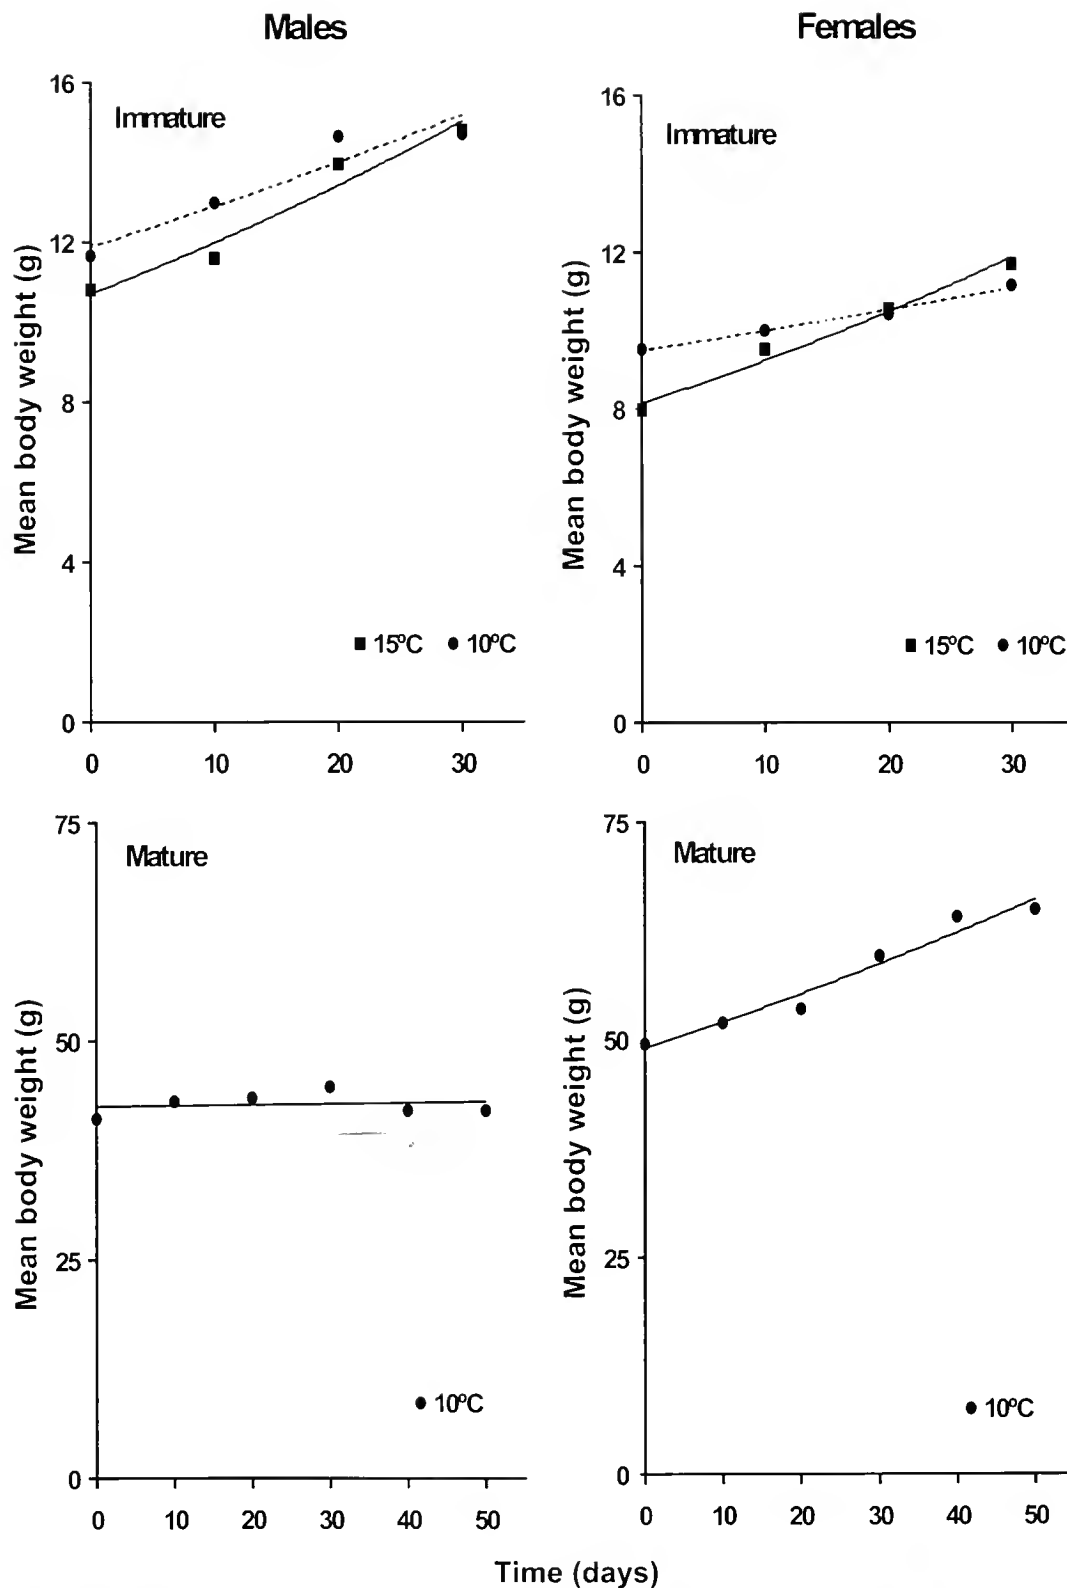 Males
Females
16
Immature
12
8
4
0
Mean body weight (g)
15ºC
10ºC
0 10 20 30
16
Immature
12
8
4
0
Mean body weight (g)
15ºC
10ºC
0 10 20 30
75
Mature
50
25
0
Mean body weight (g)
10ºC
0 10 20 30 40 50
75
Mature
50
25
0
Mean body weight (g)
10ºC
0 10 20 30 40 50
Time (days)